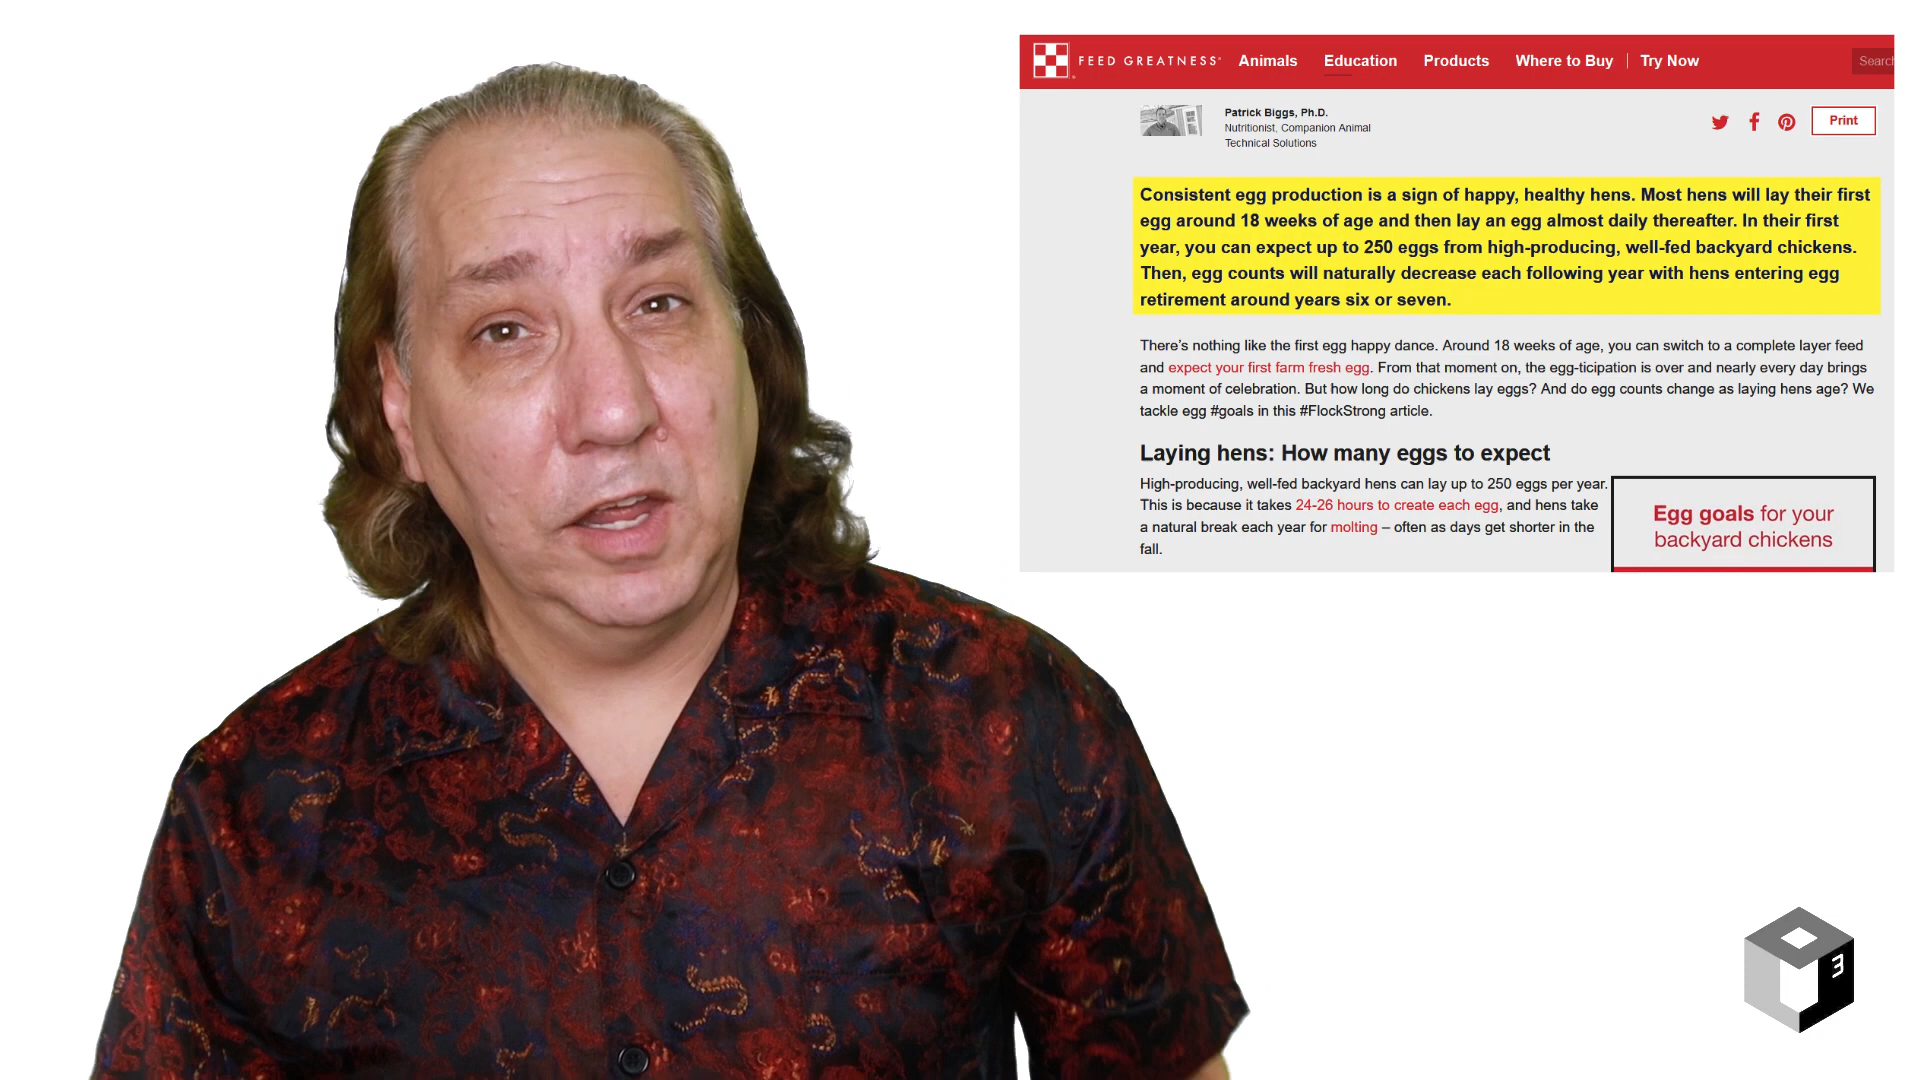 FEED GREATNESS® Animals Education Products Where to Buy Try Now Search
Patrick Biggs, Ph.D.
Nutritionist, Companion Animal
Technical Solutions
Print
Consistent egg production is a sign of happy, healthy hens. Most hens will lay their first
egg around 18 weeks of age and then lay an egg almost daily thereafter. In their first
year, you can expect up to 250 eggs from high-producing, well-fed backyard chickens.
Then, egg counts will naturally decrease each following year with hens entering egg
retirement around years six or seven.
There’s nothing like the first egg happy dance. Around 18 weeks of age, you can switch to a complete layer feed
and expect your first farm fresh egg. From that moment on, the egg-ticipation is over and nearly every day brings
a moment of celebration. But how long do chickens lay eggs? And do egg counts change as laying hens age? We
tackle egg #goals in this #FlockStrong article.
Laying hens: How many eggs to expect
High-producing, well-fed backyard hens can lay up to 250 eggs per year.
This is because it takes 24-26 hours to create each egg, and hens take
a natural break each year for molting – often as days get shorter in the
fall.
Egg goals for your
backyard chickens
3